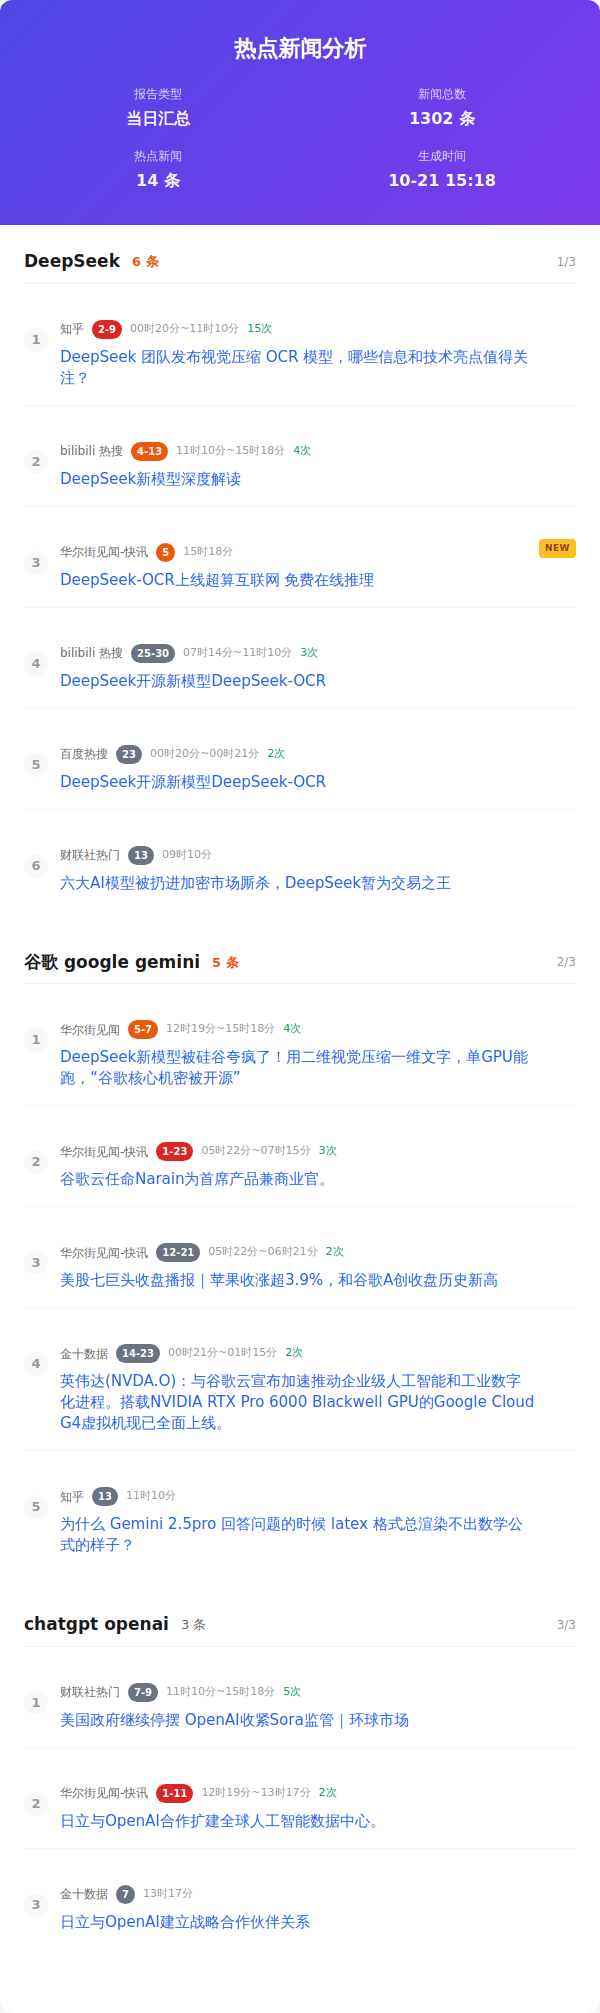 热点新闻分析
报告类型
当日汇总
新闻总数
1302 条
热点新闻
14 条
生成时间
10-21 15:18
DeepSeek 6 条 1/3
1
知乎 2-9 00时20分~11时10分 15次
DeepSeek 团队发布视觉压缩 OCR 模型，哪些信息和技术亮点值得关
注？
2
bilibili 热搜 4-13 11时10分~15时18分 4次
DeepSeek新模型深度解读
3
华尔街见闻-快讯 5 15时18分 NEW
DeepSeek-OCR上线超算互联网 免费在线推理
4
bilibili 热搜 25-30 07时14分~11时10分 3次
DeepSeek开源新模型DeepSeek-OCR
5
百度热搜 23 00时20分~00时21分 2次
DeepSeek开源新模型DeepSeek-OCR
6
财联社热门 13 09时10分
六大AI模型被扔进加密市场厮杀，DeepSeek暂为交易之王
谷歌 google gemini 5 条 2/3
1
华尔街见闻 5-7 12时19分~15时18分 4次
DeepSeek新模型被硅谷夸疯了！用二维视觉压缩一维文字，单GPU能
跑，“谷歌核心机密被开源”
2
华尔街见闻-快讯 1-23 05时22分~07时15分 3次
谷歌云任命Narain为首席产品兼商业官。
3
华尔街见闻-快讯 12-21 05时22分~06时21分 2次
美股七巨头收盘播报｜苹果收涨超3.9%，和谷歌A创收盘历史新高
4
金十数据 14-23 00时21分~01时15分 2次
英伟达(NVDA.O)：与谷歌云宣布加速推动企业级人工智能和工业数字
化进程。搭载NVIDIA RTX Pro 6000 Blackwell GPU的Google Cloud
G4虚拟机现已全面上线。
5
知乎 13 11时10分
为什么 Gemini 2.5pro 回答问题的时候 latex 格式总渲染不出数学公
式的样子？
chatgpt openai 3 条 3/3
1
财联社热门 7-9 11时10分~15时18分 5次
美国政府继续停摆 OpenAI收紧Sora监管｜环球市场
2
华尔街见闻-快讯 1-11 12时19分~13时17分 2次
日立与OpenAI合作扩建全球人工智能数据中心。
3
金十数据 7 13时17分
日立与OpenAI建立战略合作伙伴关系